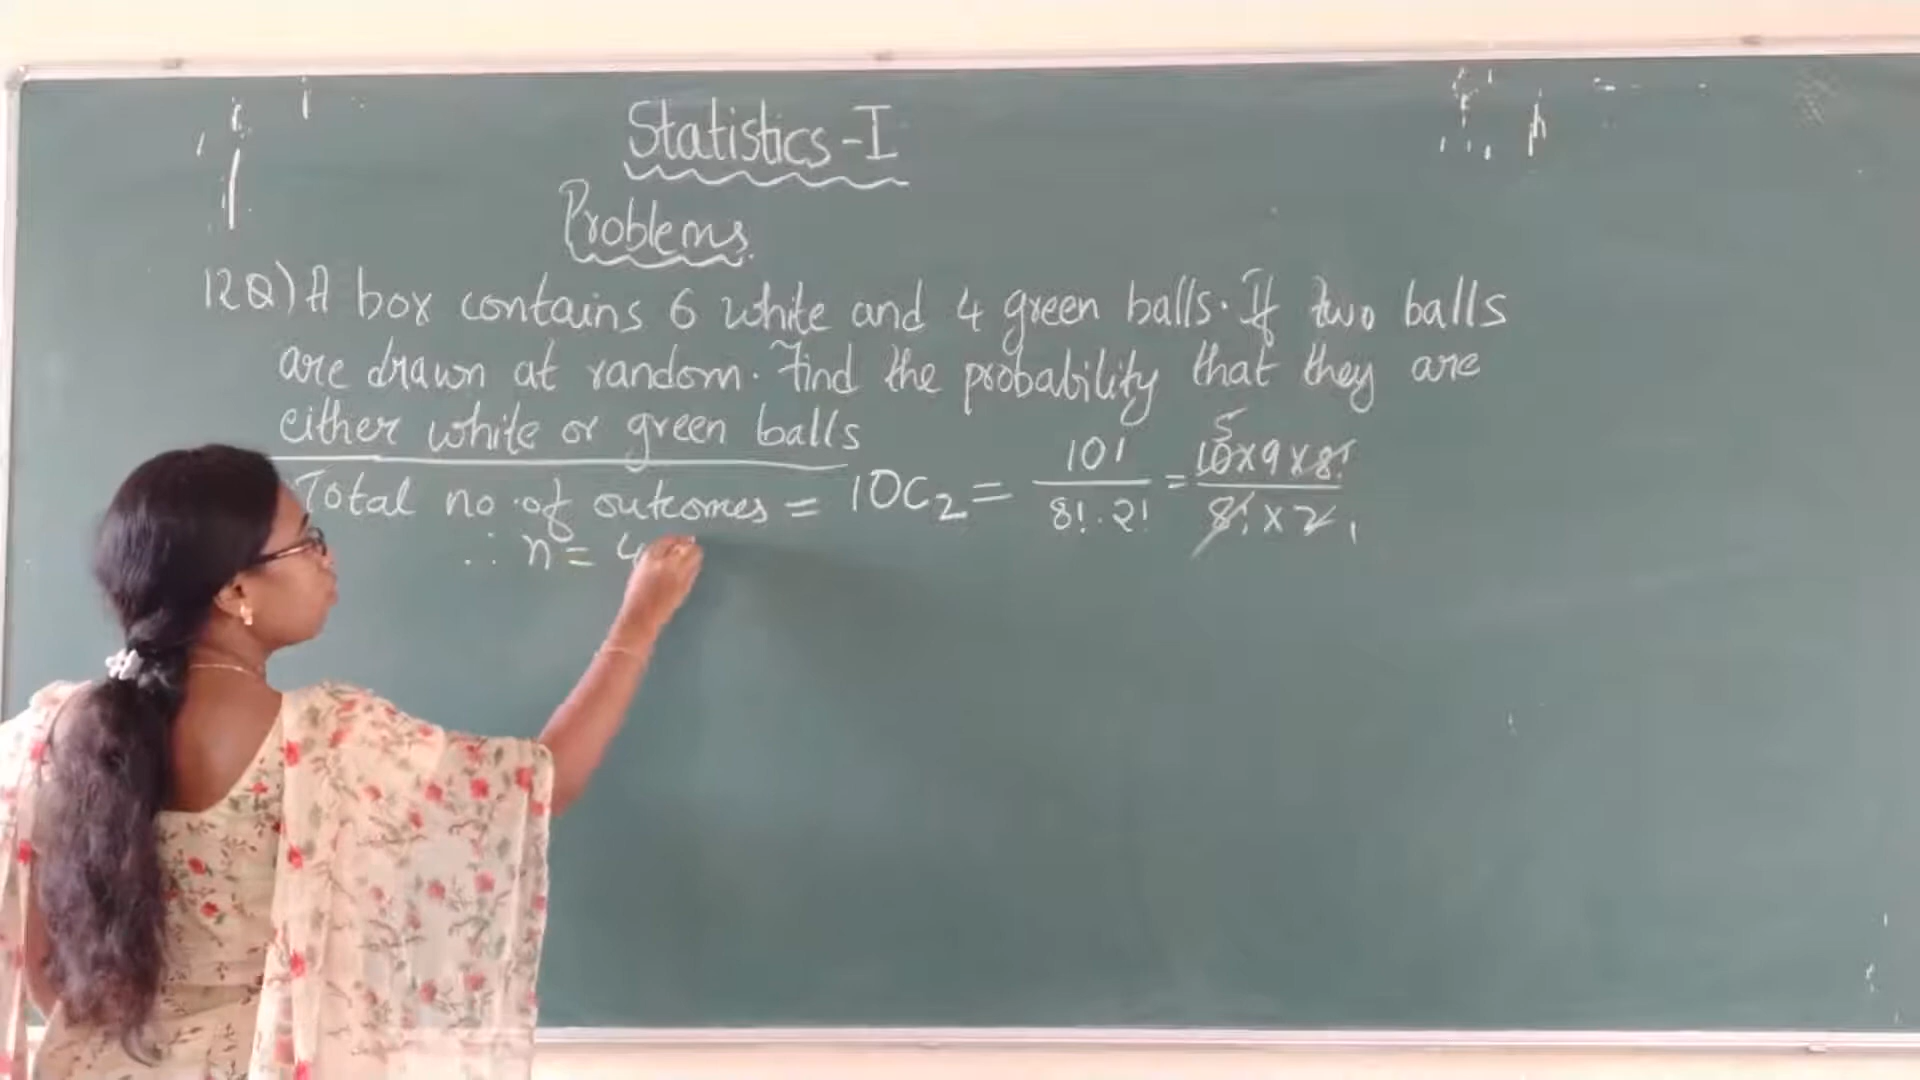 Statistics-I
Problems
12Q) A box contains 6 white and 4 green balls. If two balls
are drawn at random. Find the probability that they are
either white or green balls
Total no. of outcomes = 10C₂ = 10!/8!·2! = 10×9×8!/8!×2 5 1
∴ n = 4